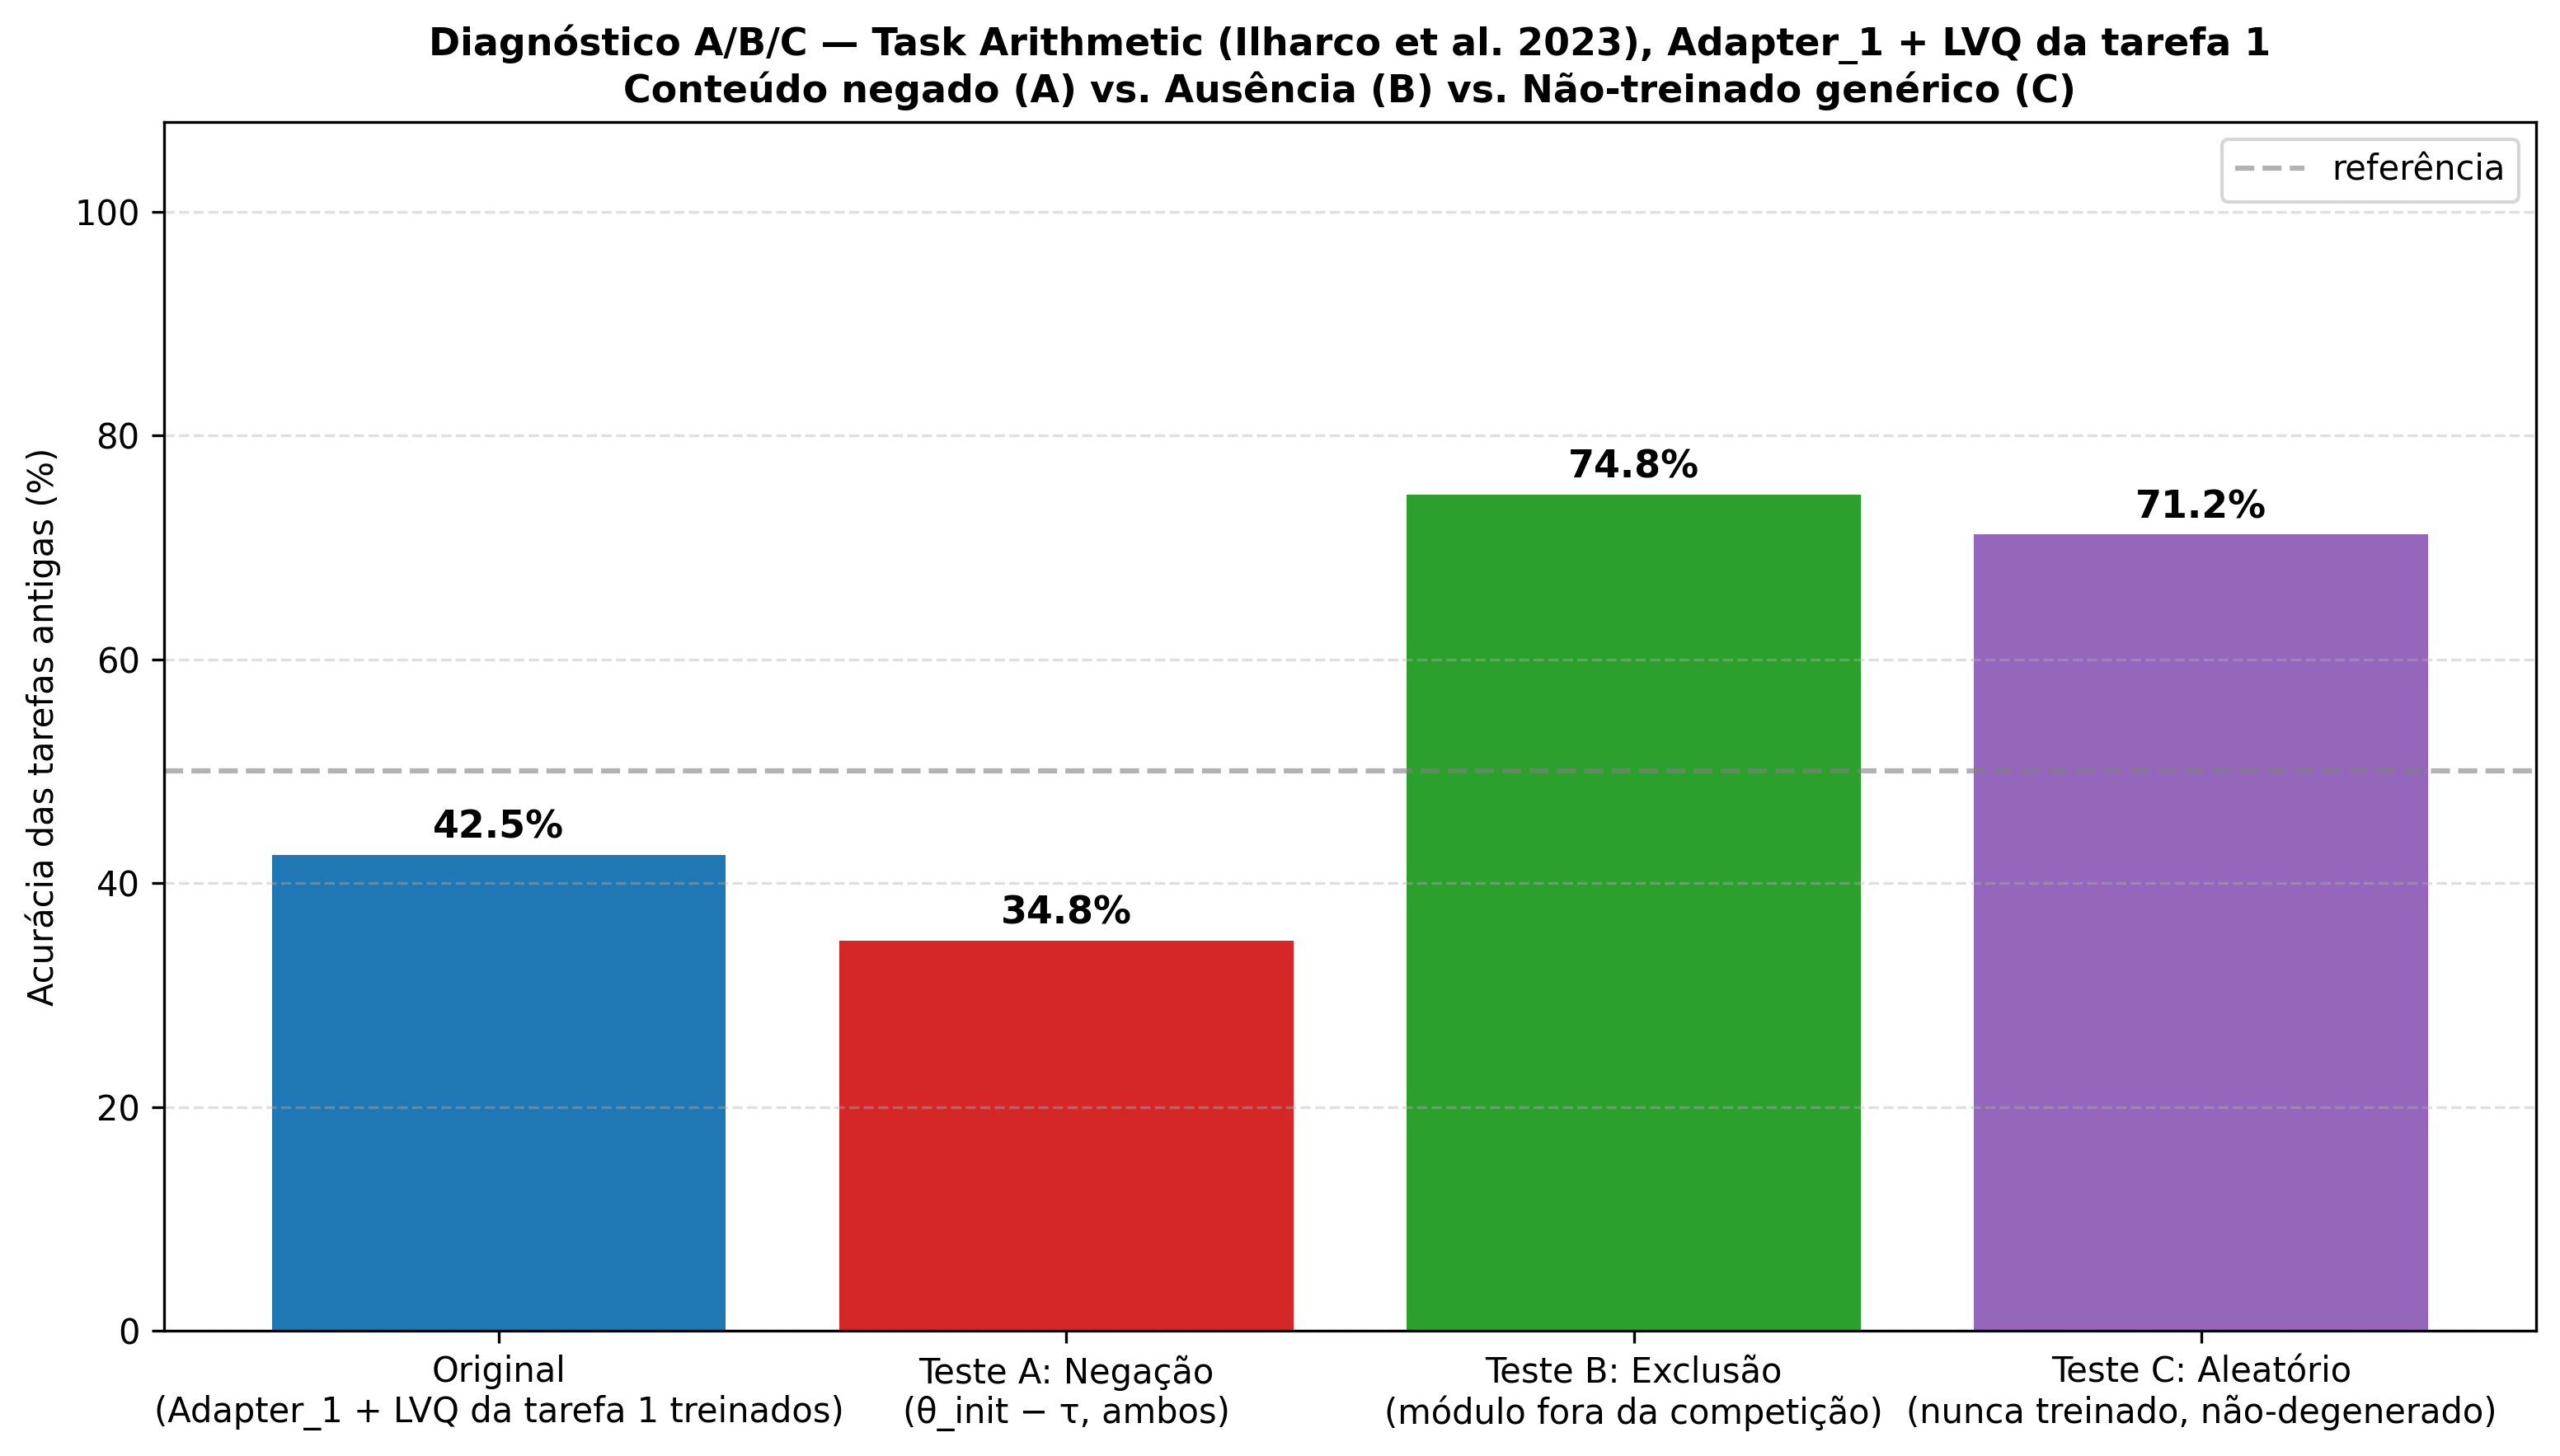 Diagnóstico A/B/C — Task Arithmetic (Ilharco et al. 2023), Adapter_1 + LVQ da tarefa 1
Conteúdo negado (A) vs. Ausência (B) vs. Não-treinado genérico (C)
referência
Acurácia das tarefas antigas (%)
100
80
60
40
20
0
42.5%
34.8%
74.8%
71.2%
Original
(Adapter_1 + LVQ da tarefa 1 treinados)
Teste A: Negação
(θ_init − τ, ambos)
Teste B: Exclusão
(módulo fora da competição)
Teste C: Aleatório
(nunca treinado, não-degenerado)